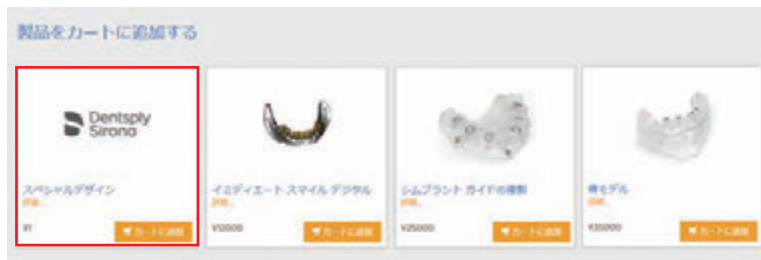 製品をカートに追加する
Dentsply
Sirona
スペシャルデザイン
詳細...
¥1
カートに追加
イミディエート スマイル デジタル
詳細...
¥12000
カートに追加
シムプラント ガイドの複製
詳細...
¥25000
カートに追加
骨モデル
詳細...
¥35000
カートに追加